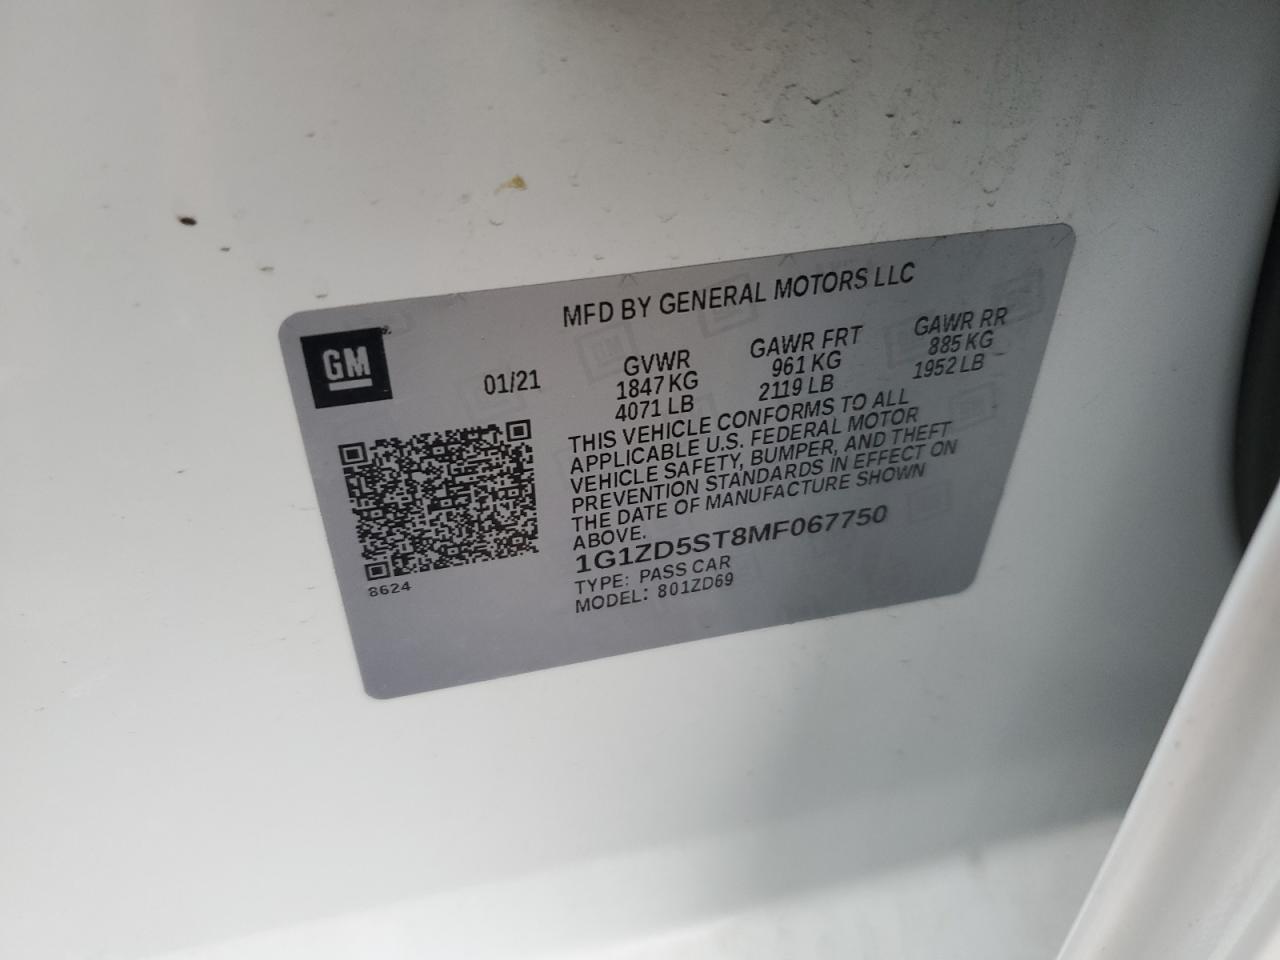 MFD BY GENERAL MOTORS LLC
GM
01/21
GVWR GAWR FRT GAWR RR
1847 KG 961 KG 885 KG
4071 LB 2119 LB 1952 LB
THIS VEHICLE CONFORMS TO ALL
APPLICABLE U.S. FEDERAL MOTOR
VEHICLE SAFETY, BUMPER, AND THEFT
PREVENTION STANDARDS IN EFFECT ON
THE DATE OF MANUFACTURE SHOWN
ABOVE.
1G1ZD5ST8MF067750
TYPE: PASS CAR
MODEL: 801ZD69
8624